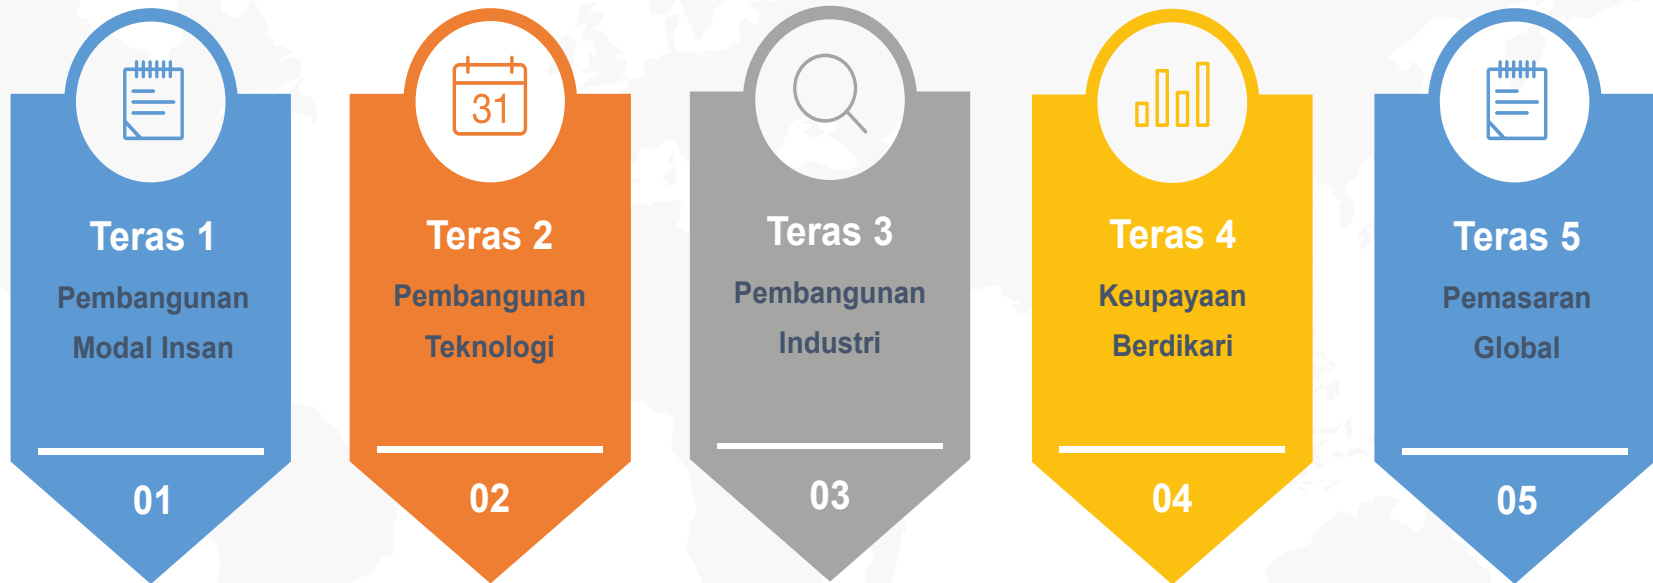 31
Teras 1
Pembangunan
Modal Insan
01
Teras 2
Pembangunan
Teknologi
02
Teras 3
Pembangunan
Industri
03
Teras 4
Keupayaan
Berdikari
04
Teras 5
Pemasaran
Global
05